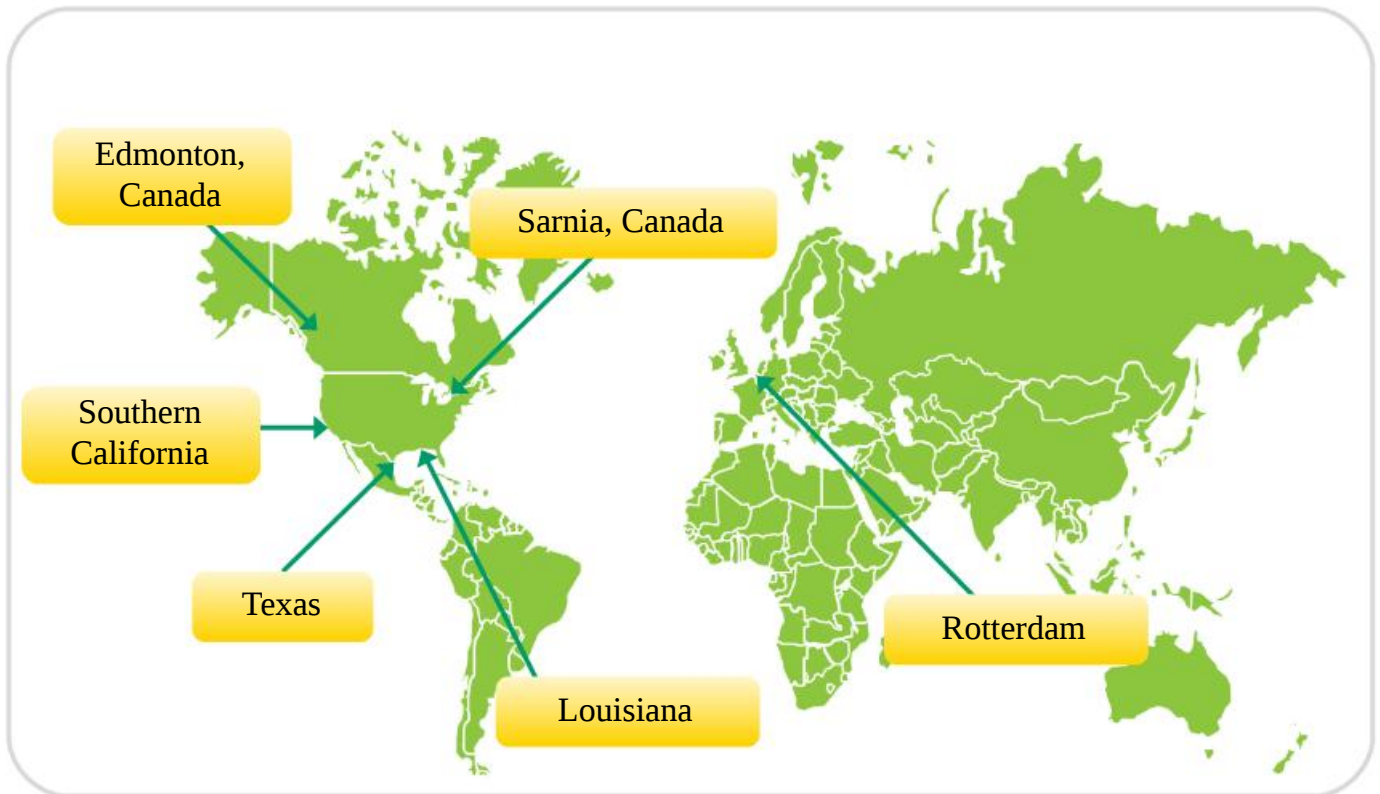 Edmonton,
Canada
Sarnia, Canada
Southern
California
Texas
Rotterdam
Louisiana